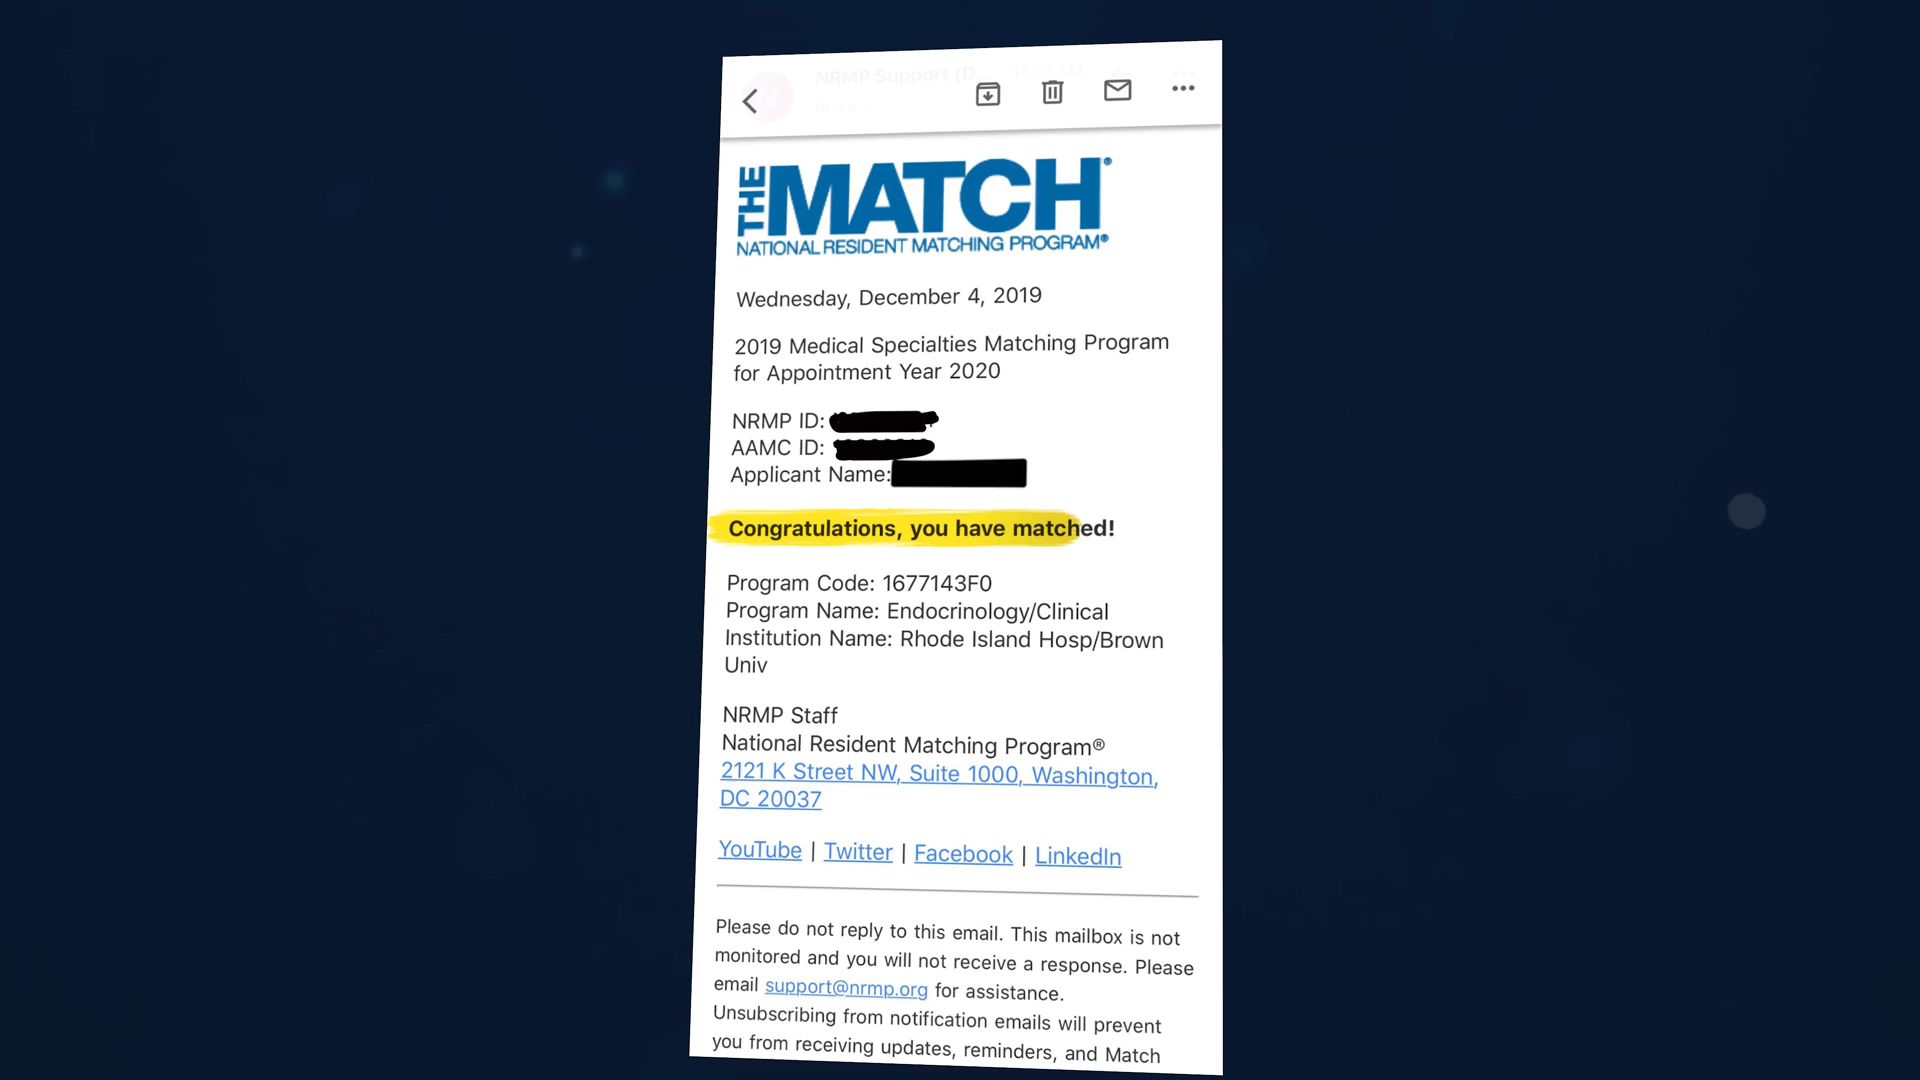 NRMP Support (D... 11:00 AM
THE MATCH®
NATIONAL RESIDENT MATCHING PROGRAM®
Wednesday, December 4, 2019
2019 Medical Specialties Matching Program
for Appointment Year 2020
NRMP ID:
AAMC ID:
Applicant Name:
Congratulations, you have matched!
Program Code: 1677143F0
Program Name: Endocrinology/Clinical
Institution Name: Rhode Island Hosp/Brown
Univ
NRMP Staff
National Resident Matching Program®
2121 K Street NW, Suite 1000, Washington,
DC 20037
YouTube | Twitter | Facebook | LinkedIn
Please do not reply to this email. This mailbox is not
monitored and you will not receive a response. Please
email support@nrmp.org for assistance.
Unsubscribing from notification emails will prevent
you from receiving updates, reminders, and Match